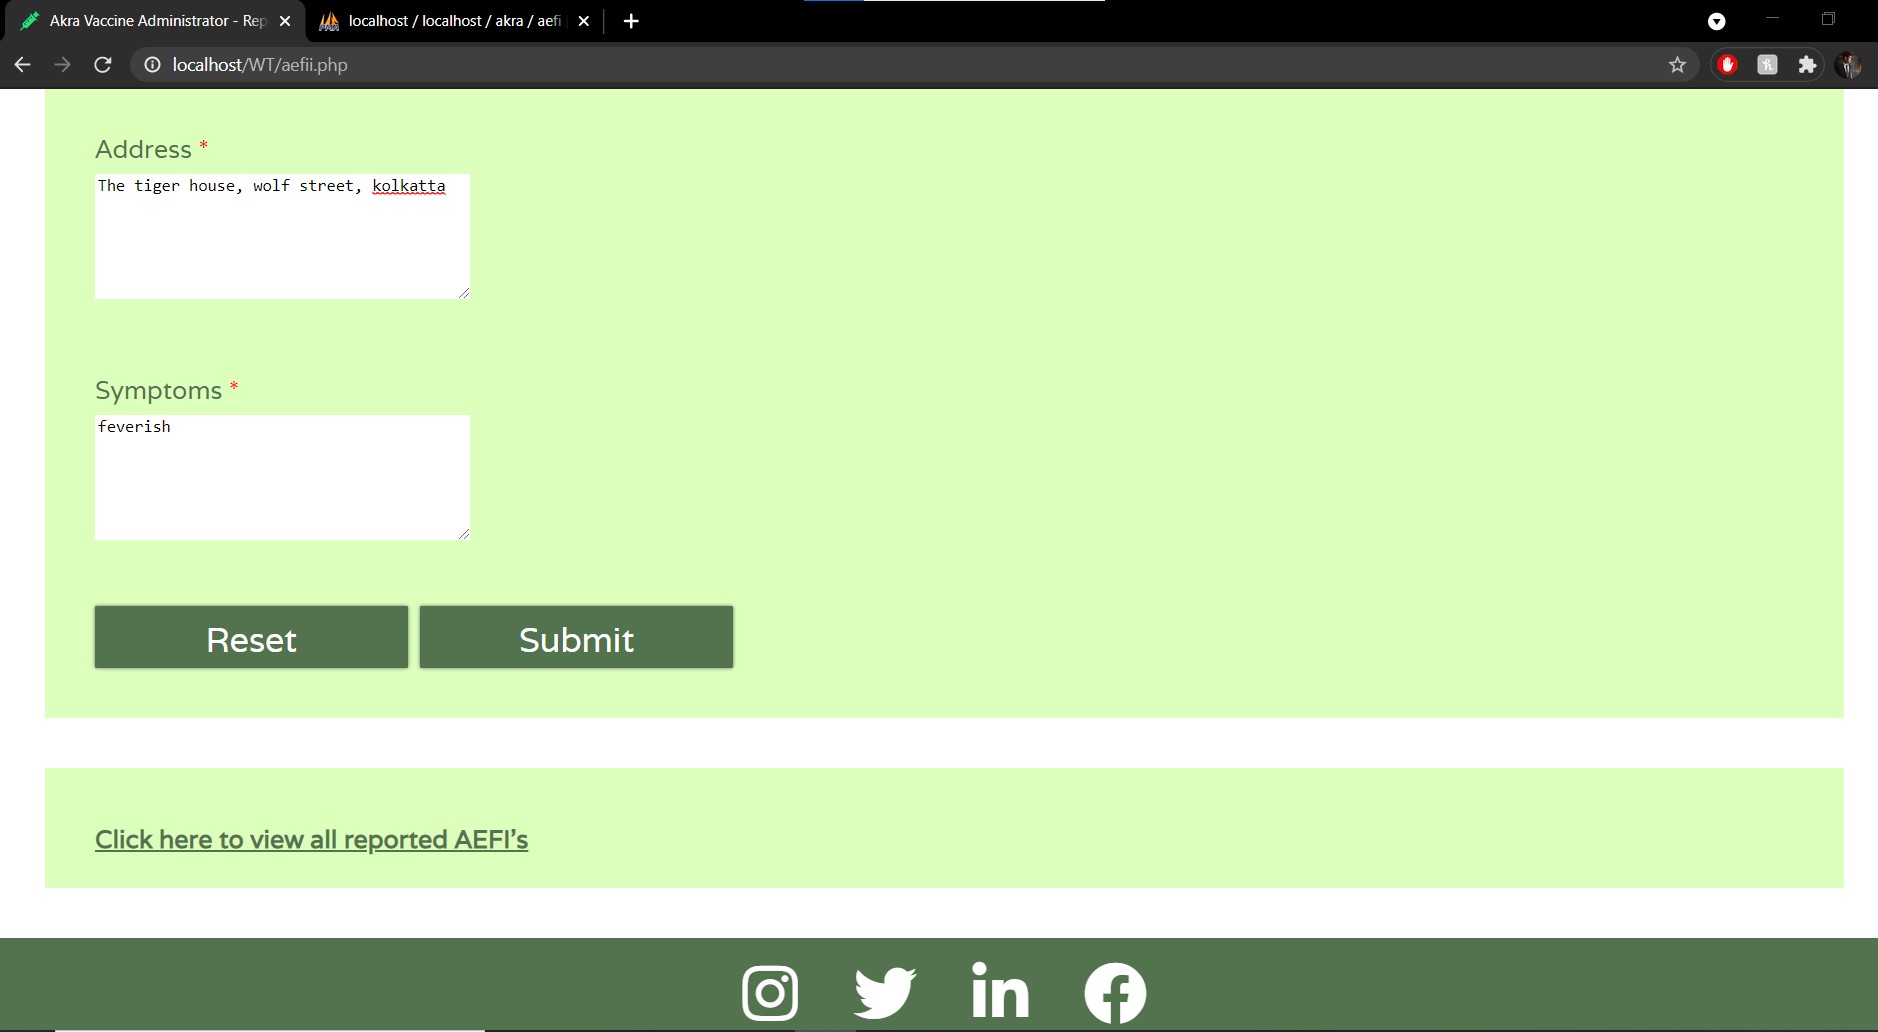 Akra Vaccine Administrator - Rep
localhost / localhost / akra / aefi
localhost/WT/aefii.php
Address *
The tiger house, wolf street, kolkatta
Symptoms *
feverish
Reset
Submit
Click here to view all reported AEFI's